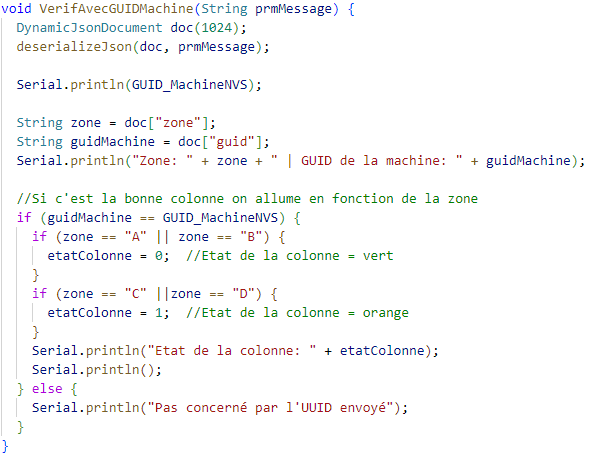 void VerifAvecGUIDMachine(String prmMessage) {
  DynamicJsonDocument doc(1024);
  deserializeJson(doc, prmMessage);

  Serial.println(GUID_MachineNVS);

  String zone = doc["zone"];
  String guidMachine = doc["guid"];
  Serial.println("Zone: " + zone + " | GUID de la machine: " + guidMachine);

  //Si c'est la bonne colonne on allume en fonction de la zone
  if (guidMachine == GUID_MachineNVS) {
    if (zone == "A" || zone == "B") {
      etatColonne = 0;  //Etat de la colonne = vert
    }
    if (zone == "C" ||zone == "D") {
      etatColonne = 1;  //Etat de la colonne = orange
    }
    Serial.println("Etat de la colonne: " + etatColonne);
    Serial.println();
  } else {
    Serial.println("Pas concerné par l'UUID envoyé");
  }
}